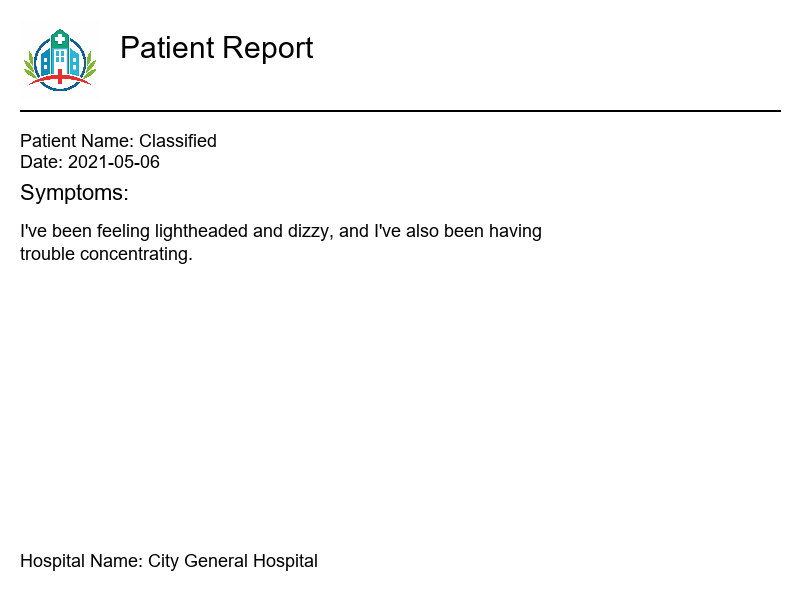 Patient Report
Patient Name: Classified
Date: 2021-05-06
Symptoms:
I've been feeling lightheaded and dizzy, and I've also been having
trouble concentrating.
Hospital Name: City General Hospital